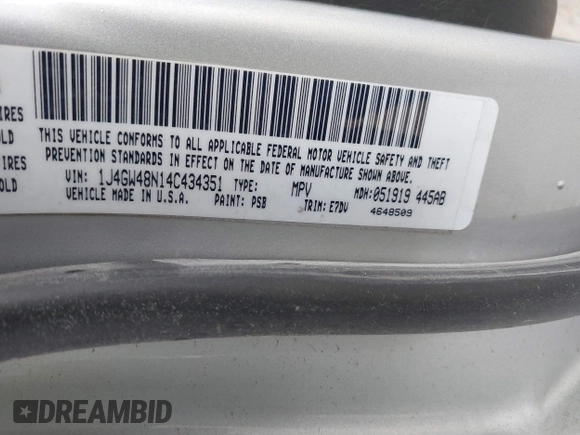 IRES
OLD
IRES
OLD
THIS VEHICLE CONFORMS TO ALL APPLICABLE FEDERAL MOTOR VEHICLE SAFETY AND THEFT
PREVENTION STANDARDS IN EFFECT ON THE DATE OF MANUFACTURE SHOWN ABOVE.
VIN: 1J4GW48N14C434351 TYPE: MPV MDH:051919 445AB
VEHICLE MADE IN U.S.A. PAINT: PSB TRIM: E7DV 4648509
DREAMBID